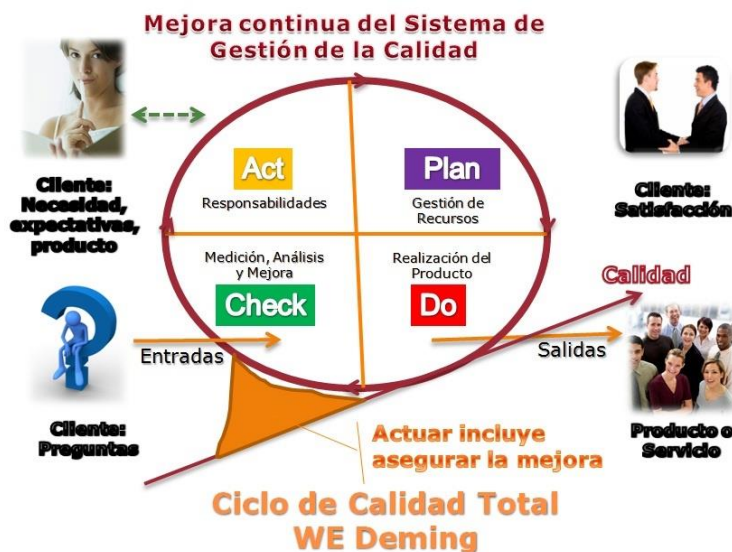 Mejora continua del Sistema de
Gestión de la Calidad
Act
Responsabilidades
Plan
Gestión de
Recursos
Cliente:
Necesidad,
expectativas,
producto
Cliente:
Satisfacción
Medición, Análisis
y Mejora
Check
Realización del
Producto
Do
Calidad
Entradas
Salidas
Cliente:
Preguntas
Producto o
Servicio
Actuar incluye
asegurar la mejora
Ciclo de Calidad Total
WE Deming